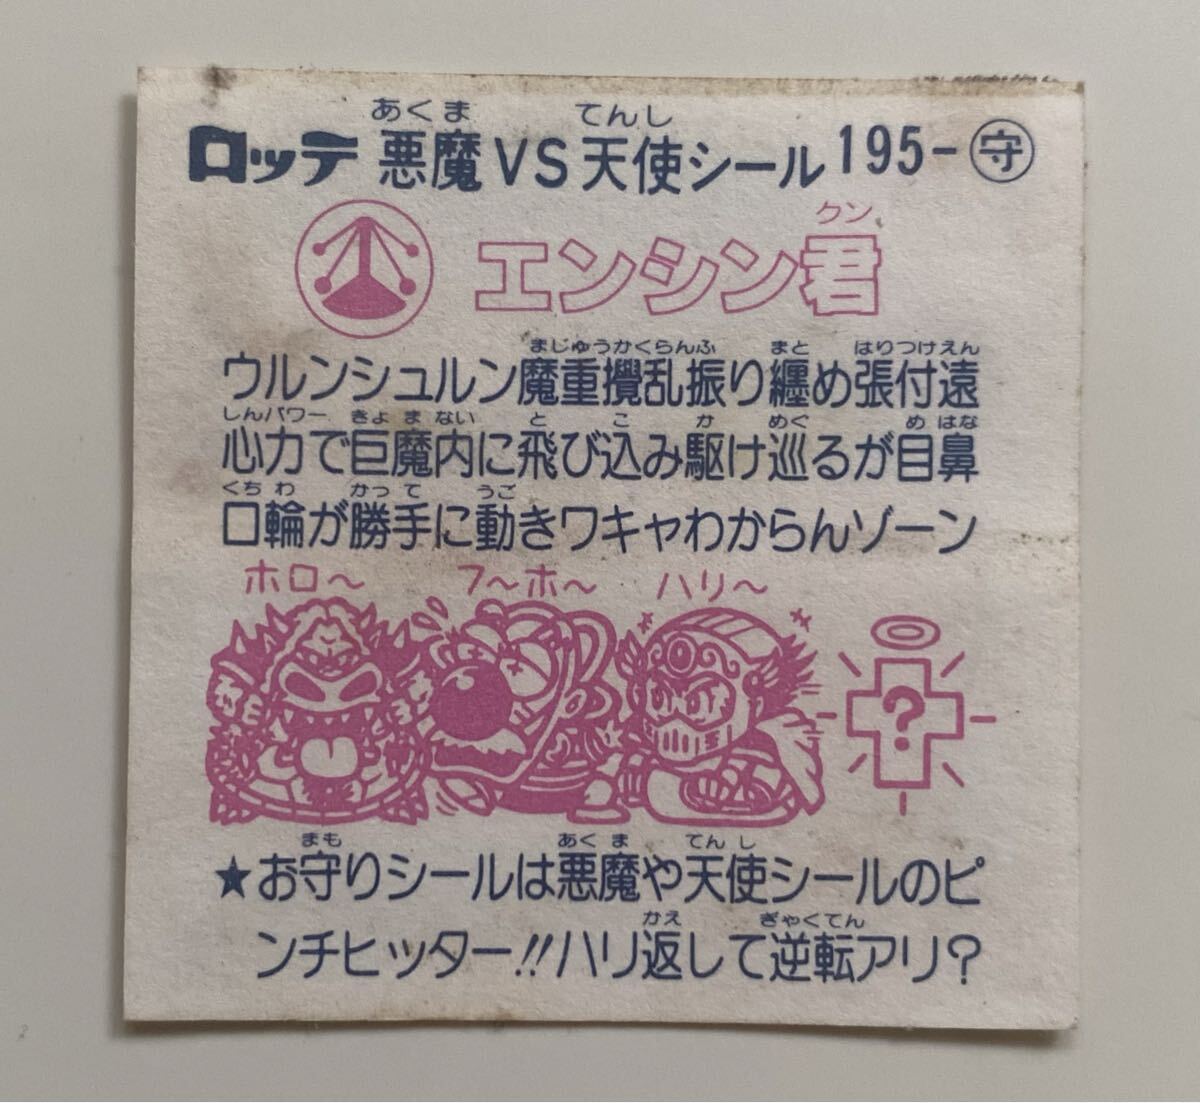 あくま てんし
ロッテ 悪魔VS天使シール 195-守
クン
エンシン君
まじゅうかくらんふ まと はりつけえん
ウルンシュルン魔重攪乱振り纏め張付遠
しんパワー きょ ま ない と こ か めぐ め はな
心力で巨魔内に飛び込み駆け巡るが目鼻
くち わ かって うご
口輪が勝手に動きワキャわからんゾーン
ホロ～ フ～ホ～ ハリ～
?
まも あく ま てん し
★お守りシールは悪魔や天使シールのピ
かえ ぎゃくてん
ンチヒッター!!ハリ返して逆転アリ?